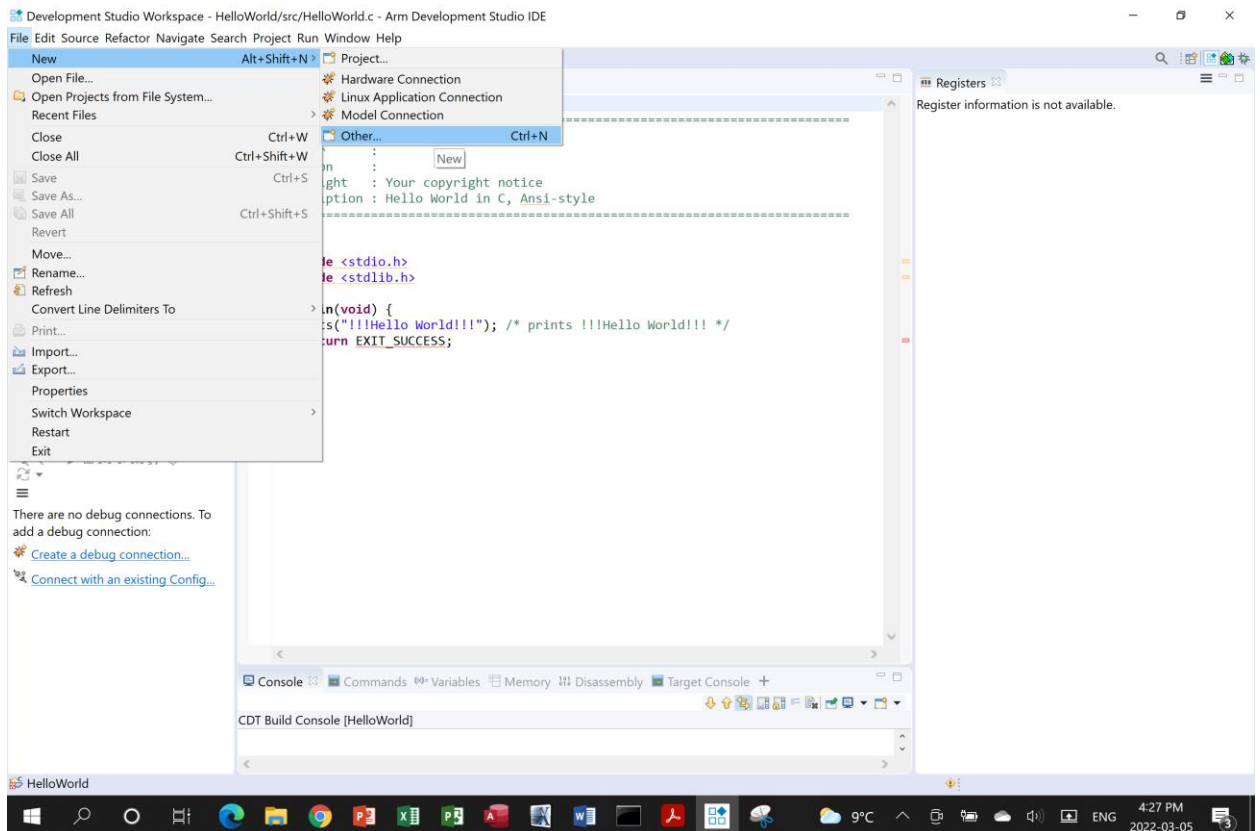 Development Studio Workspace - HelloWorld/src/HelloWorld.c - Arm Development Studio IDE
File Edit Source Refactor Navigate Search Project Run Window Help
New Alt+Shift+N >
Open File...
Open Projects from File System...
Recent Files >
Close Ctrl+W
Close All Ctrl+Shift+W
Save Ctrl+S
Save As...
Save All Ctrl+Shift+S
Revert
Move...
Rename...
Refresh
Convert Line Delimiters To >
Print...
Import...
Export...
Properties
Switch Workspace >
Restart
Exit
Project...
Hardware Connection
Linux Application Connection
Model Connection
Other... Ctrl+N
New
=
:
on :
ght : Your copyright notice
ption : Hello World in C, Ansi-style
de <stdio.h>
de <stdlib.h>
in(void) {
ts("!!!Hello World!!!"); /* prints !!!Hello World!!! */
turn EXIT_SUCCESS;
Registers
Register information is not available.
There are no debug connections. To
add a debug connection:
Create a debug connection...
Connect with an existing Config...
Console Commands Variables Memory Disassembly Target Console
CDT Build Console [HelloWorld]
HelloWorld
9°C ENG 4:27 PM
2022-03-05 3